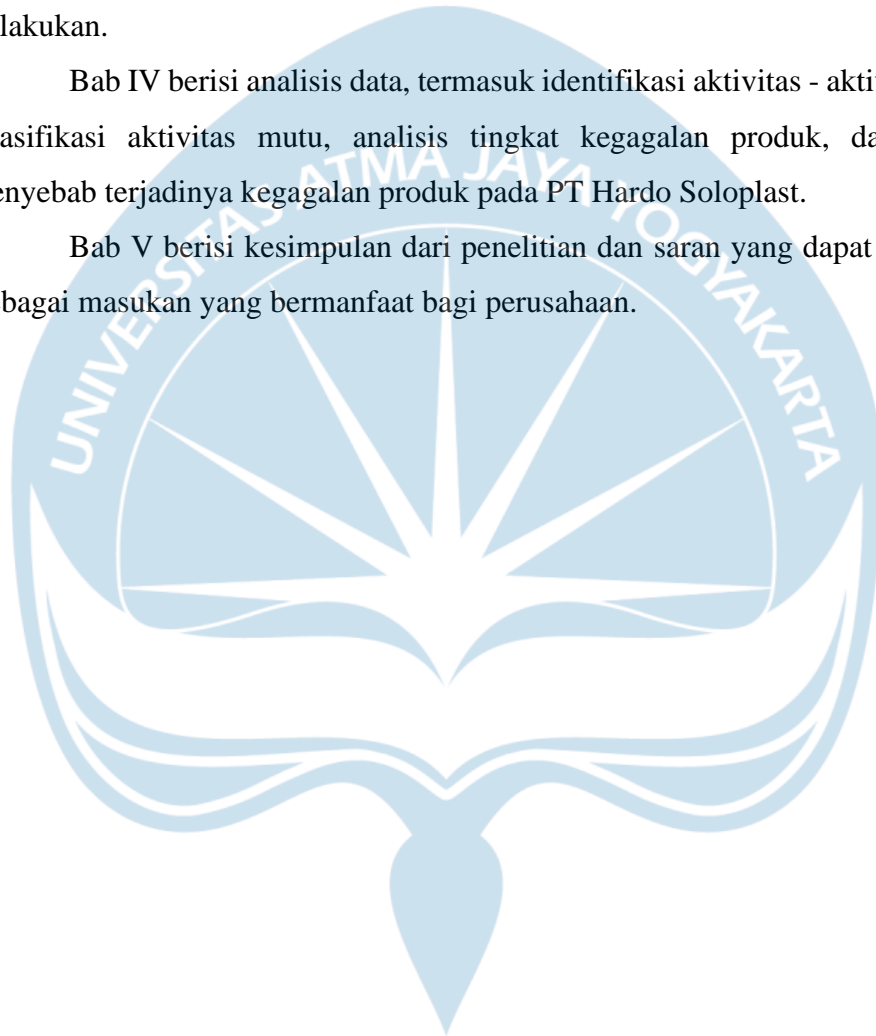 lakukan.
Bab IV berisi analisis data, termasuk identifikasi aktivitas - aktiv
asifikasi aktivitas mutu, analisis tingkat kegagalan produk, da
enyebab terjadinya kegagalan produk pada PT Hardo Soloplast.
Bab V berisi kesimpulan dari penelitian dan saran yang dapat
bagai masukan yang bermanfaat bagi perusahaan.
UNIVERSITAS ATMA JAYA YOGYAKARTA